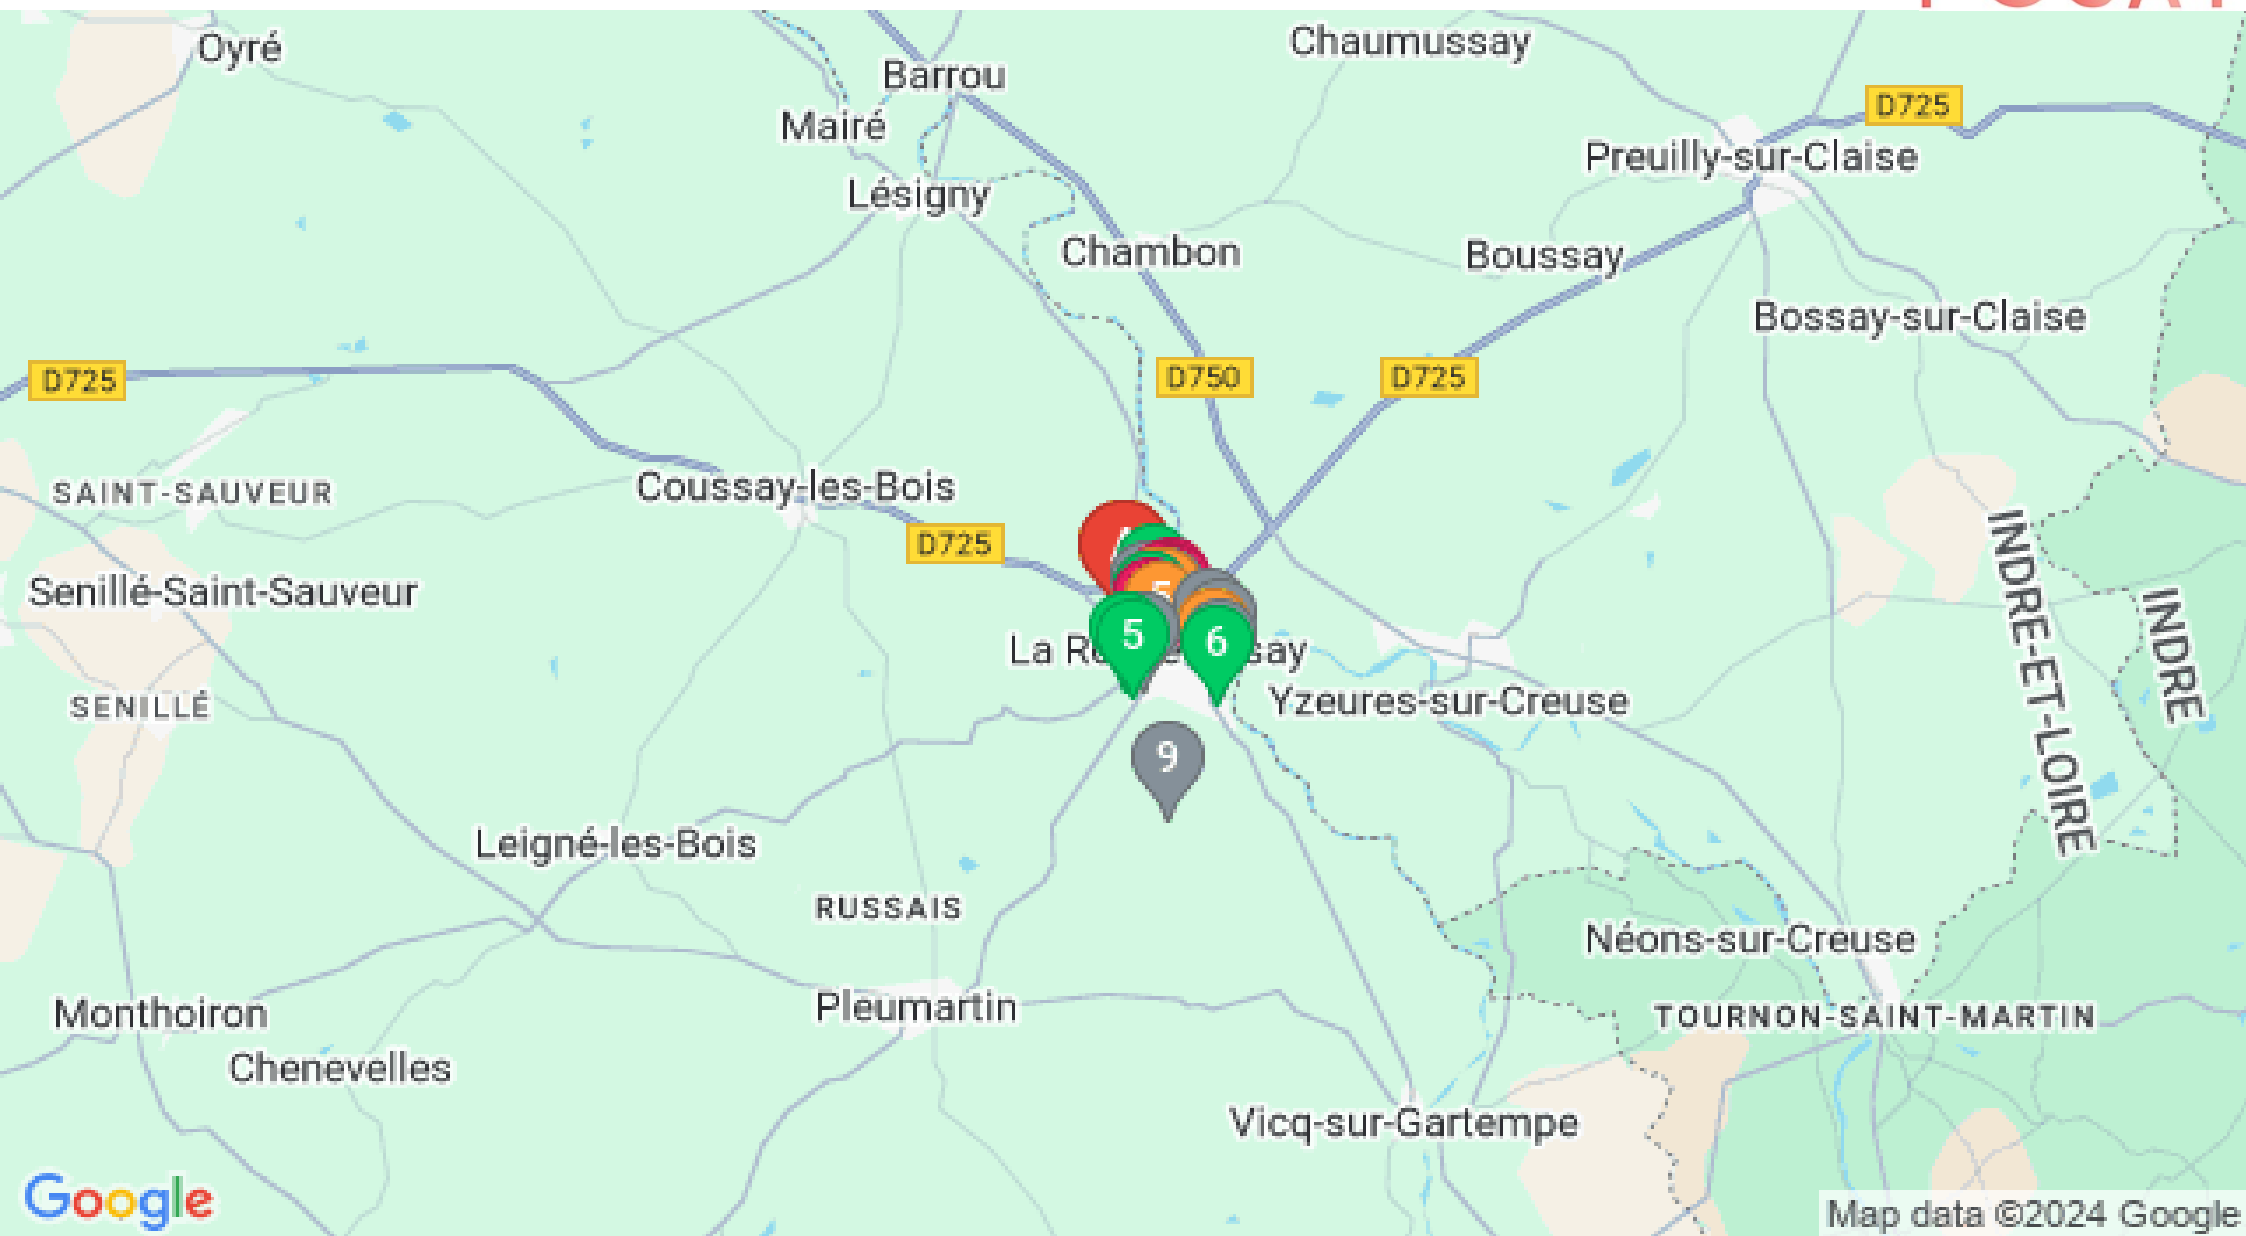 Oyré
Barrou
Chaumussay
Mairé
D725
Preuilly-sur-Claise
Lésigny
Chambon
Boussay
Bossay-sur-Claise
D725
D750
D725
SAINT-SAUVEUR
Coussay-les-Bois
D725
INDRE-ET-LOIRE
INDRE
Senillé-Saint-Sauveur
5
5
6
La Ro
say
SENILLÉ
Yzeures-sur-Creuse
9
Leigné-les-Bois
RUSSAIS
Néons-sur-Creuse
Monthoiron
Pleumartin
TOURNON-SAINT-MARTIN
Chenevelles
Vicq-sur-Gartempe
Google
Map data ©2024 Google